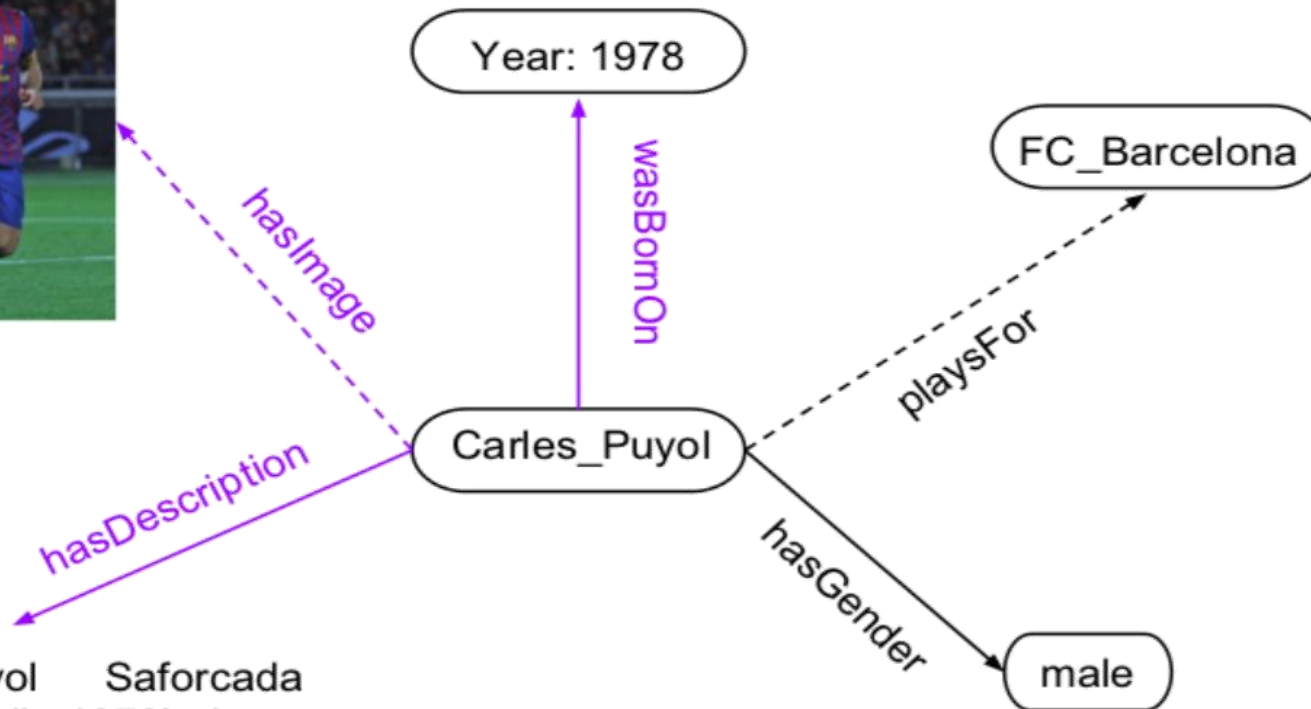 Year: 1978
FC_Barcelona
wasBornOn
hasImage
playsFor
Carles_Puyol
hasDescription
hasGender
male
Saforcada